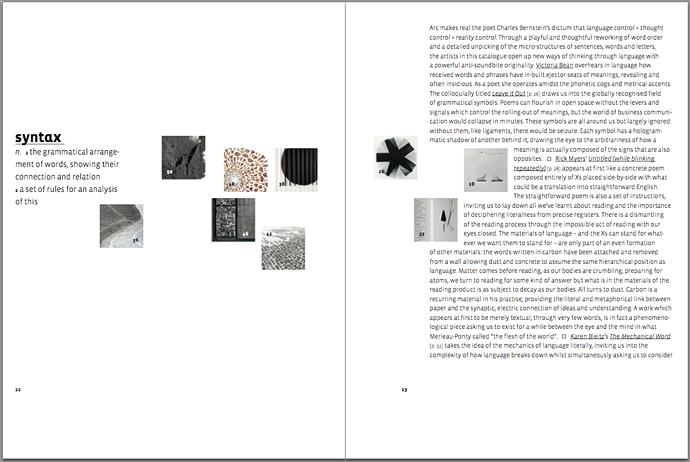 syntax
n. 1 the grammatical arrange-
ment of words, showing their
connection and relation
2 a set of rules for an analysis
of this
50
38
36
46
42
22
Arc makes real the poet Charles Bernstein's dictum that language control = thought
control = reality control. Through a playful and thoughtful reworking of word order
and a detailed unpicking of the micro-structures of sentences, words and letters,
the artists in this catalogue open up new ways of thinking through language with
a powerful anti-soundbite originality. Victoria Bean overhears in language how
received words and phrases have in-built ejector seats of meanings, revealing and
often insidious. As a poet she operates amidst the phonetic cogs and metrical accents.
The colloquially titled Leave It Out [p 26] draws us into the globally recognised field
of grammatical symbols. Poems can flourish in open space without the levers and
signals which control the rolling-out of meanings, but the world of business communi-
cation would collapse in minutes. These symbols are all around us but largely ignored:
without them, like ligaments, there would be seizure. Each symbol has a hologram-
matic shadow of another behind it, drawing the eye to the arbitrariness of how a
meaning is actually composed of the signs that are also
opposites. □ Rick Myers' Untitled [while blinking
repeatedly] [p 28] appears at first like a concrete poem
composed entirely of Xs placed side-by-side with what
could be a translation into straightforward English.
The straightforward poem is also a set of instructions,
inviting us to lay down all we've learnt about reading and the importance
of deciphering literalness from precise registers. There is a dismantling
of the reading process through the impossible act of reading with our
eyes closed. The materials of language – and the Xs can stand for what-
ever we want them to stand for – are only part of an even formation
of other materials: the words written in carbon have been attached and removed
from a wall allowing dust and concrete to assume the same hierarchical position as
language. Matter comes before reading, as our bodies are crumbling, preparing for
atoms, we turn to reading for some kind of answer but what is in the materials of the
reading product is as subject to decay as our bodies. All turns to dust. Carbon is a
recurring material in his practise, providing the literal and metaphorical link between
paper and the synaptic, electric connection of ideas and understanding. A work which
appears at first to be merely textual, through very few words, is in fact a phenomeno-
logical piece asking us to exist for a while between the eye and the mind in what
Merleau-Ponty called "the flesh of the world". □ Karen Bleitz's The Mechanical Word
[p 32] takes the idea of the mechanics of language literally, inviting us into the
complexity of how language breaks down whilst simultaneously asking us to consider
26
28
32
23